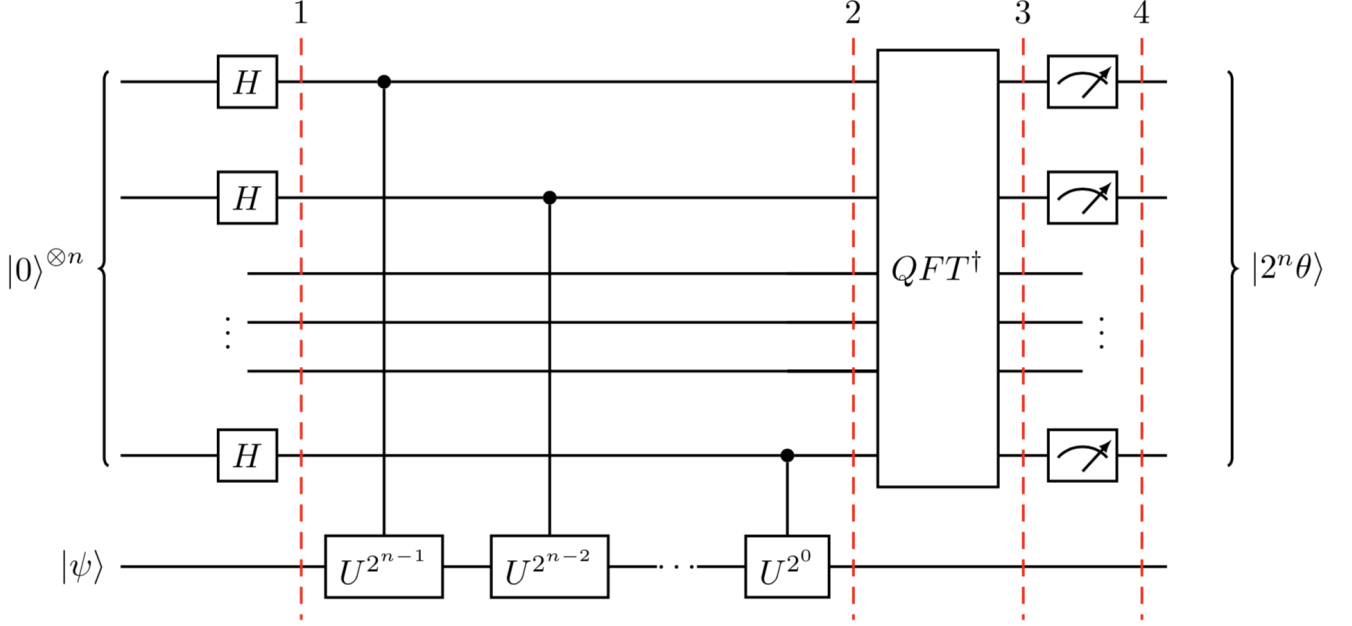 1 2 3 4
H
H
|0⟩^{⊗n} QFT^† |2^nθ⟩
⋮ ⋮
H
|ψ⟩ U^{2^{n−1}} U^{2^{n−2}} ··· U^{2^0}